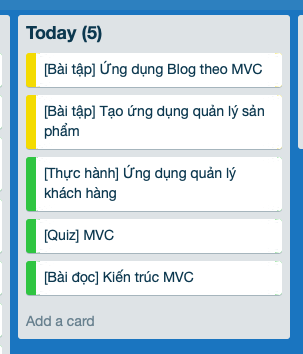 Today (5)
[Bài tập] Ứng dụng Blog theo MVC
[Bài tập] Tạo ứng dụng quản lý sản
phẩm
[Thực hành] Ứng dụng quản lý
khách hàng
[Quiz] MVC
[Bài đọc] Kiến trúc MVC
Add a card